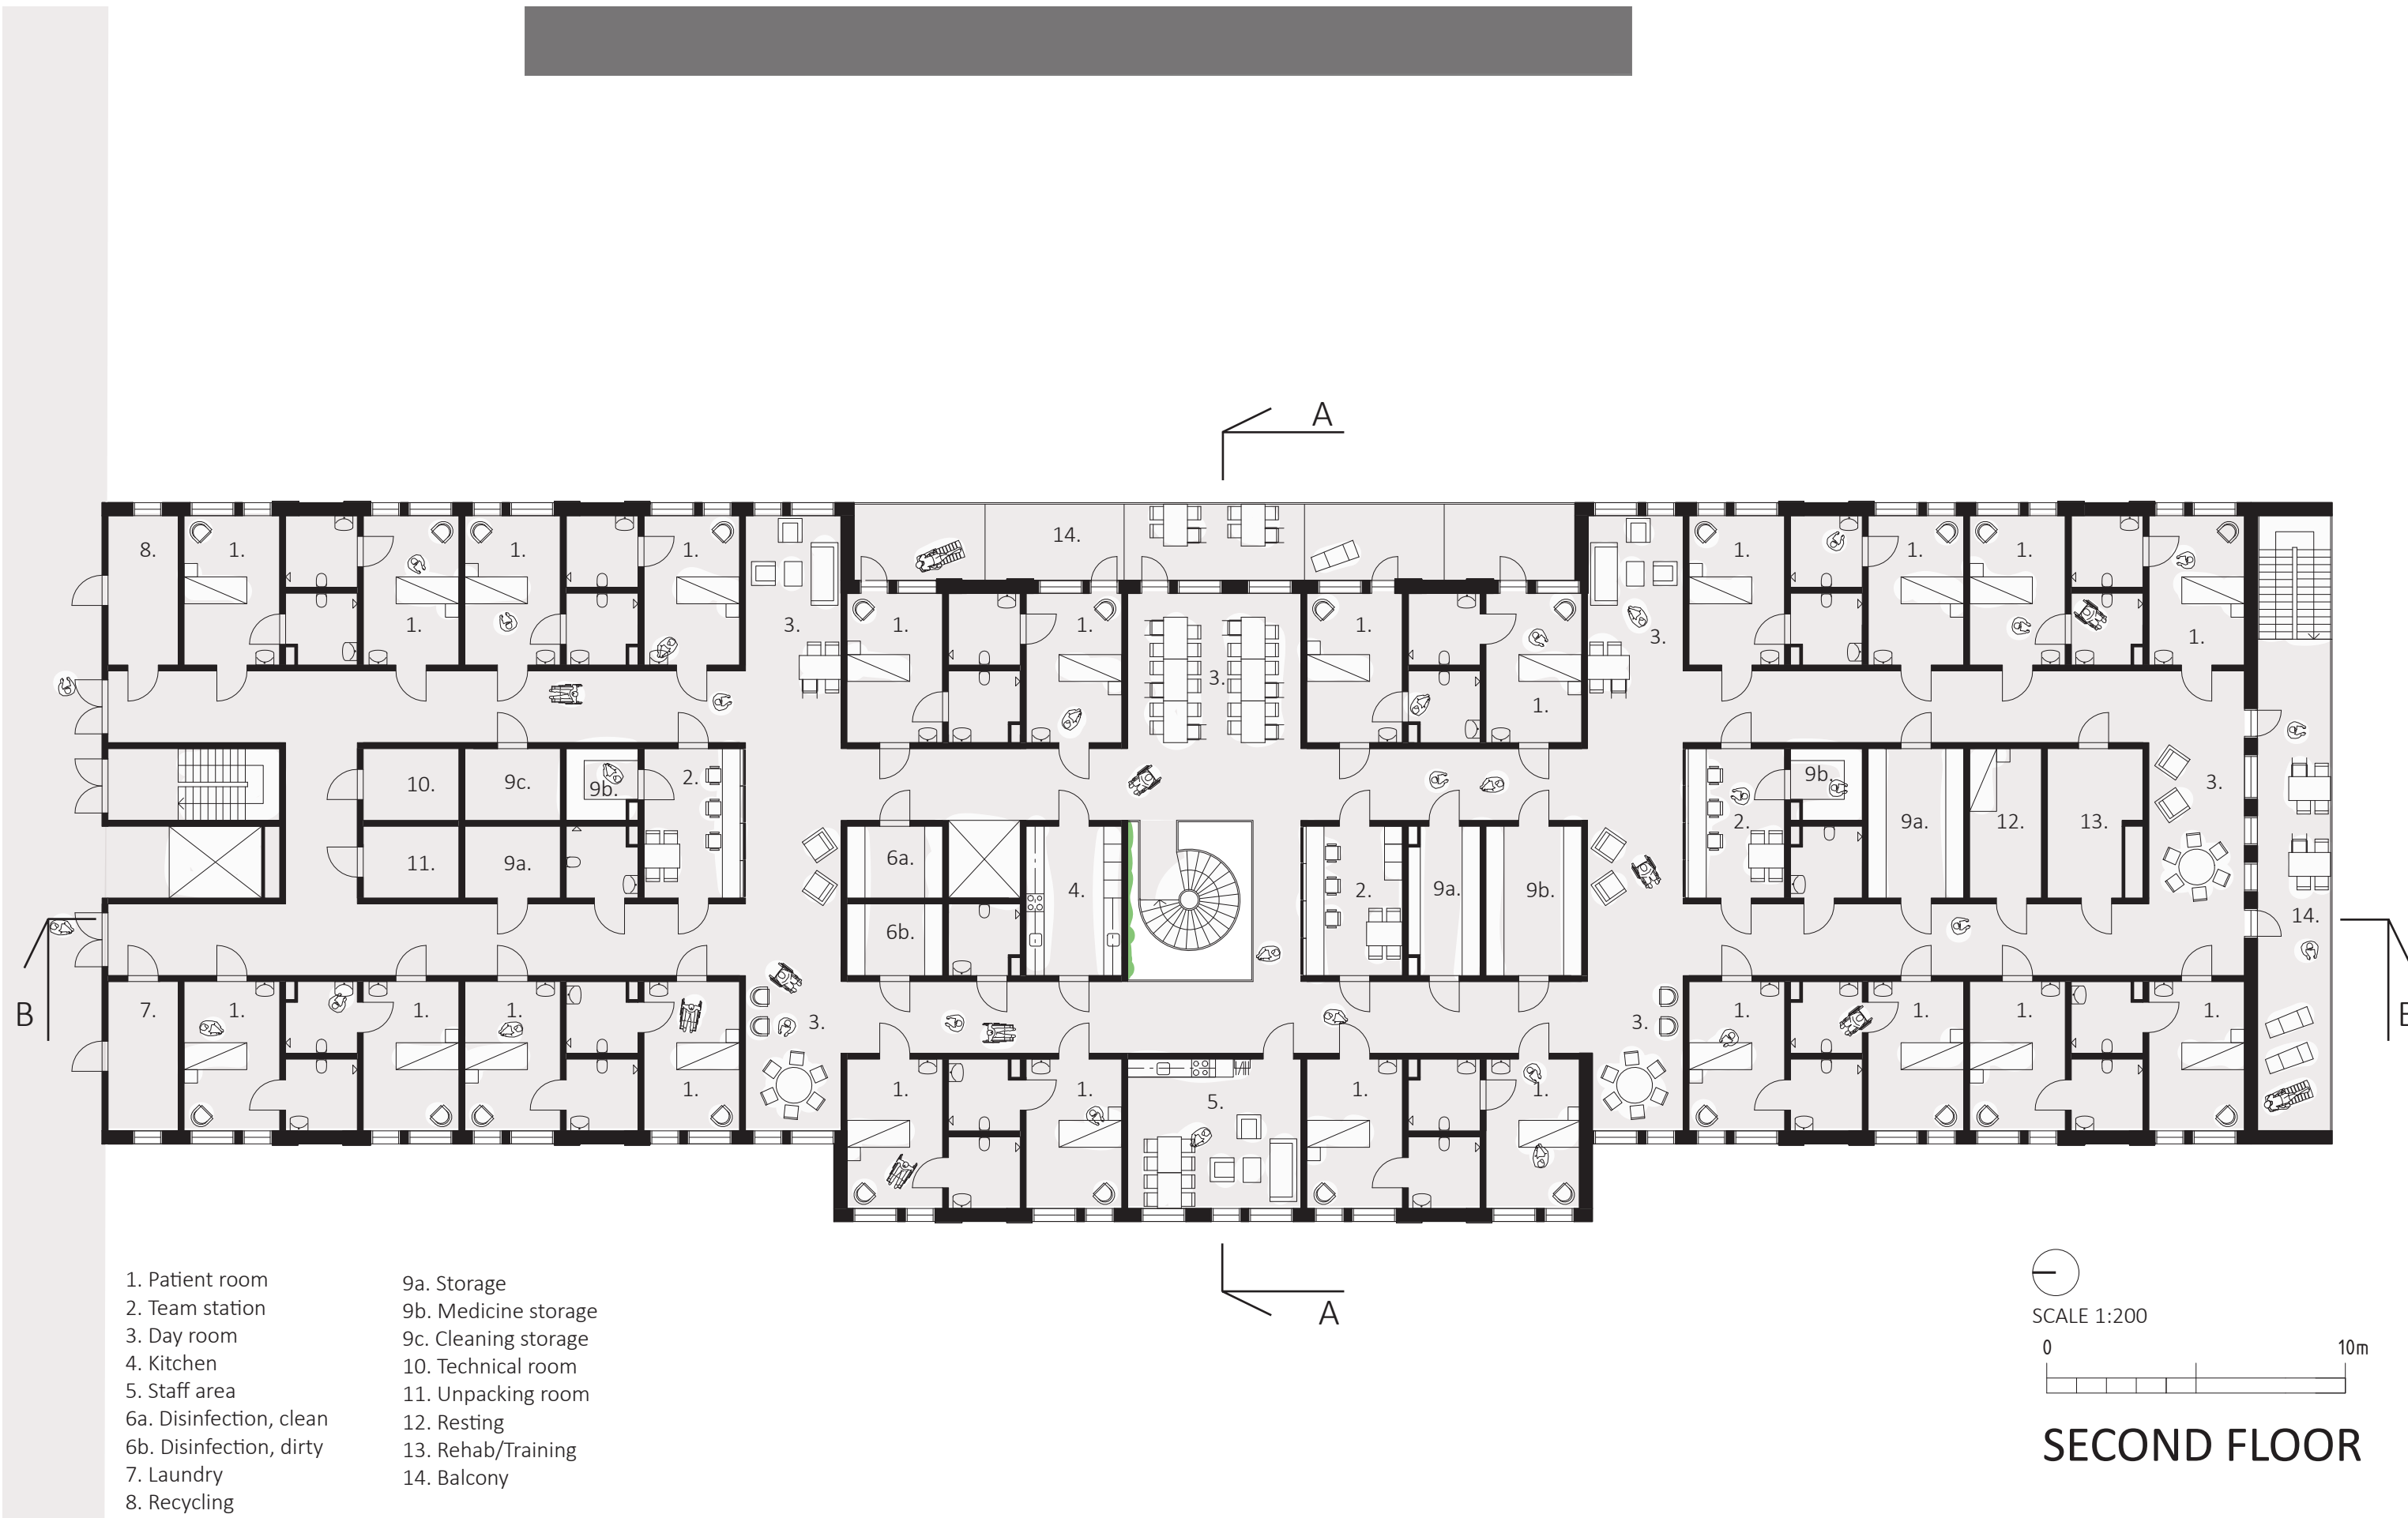 A
8.
1.
1.
1.
1.
14.
1.
1.
1.
1.
1.
3.
1.
1.
1.
3.
1.
1.
3.
1.
3.
1.
10.
9c.
9b.
2.
9b.
3.
11.
9a.
6a.
4.
2.
9a.
9b.
2.
9a.
12.
13.
6b.
14.
B
7.
1.
1.
1.
3.
3.
1.
1.
1.
1.
B
1.
1.
1.
5.
1.
1.
A
1. Patient room
2. Team station
3. Day room
4. Kitchen
5. Staff area
6a. Disinfection, clean
6b. Disinfection, dirty
7. Laundry
8. Recycling
9a. Storage
9b. Medicine storage
9c. Cleaning storage
10. Technical room
11. Unpacking room
12. Resting
13. Rehab/Training
14. Balcony
SCALE 1:200
0 10m
SECOND FLOOR